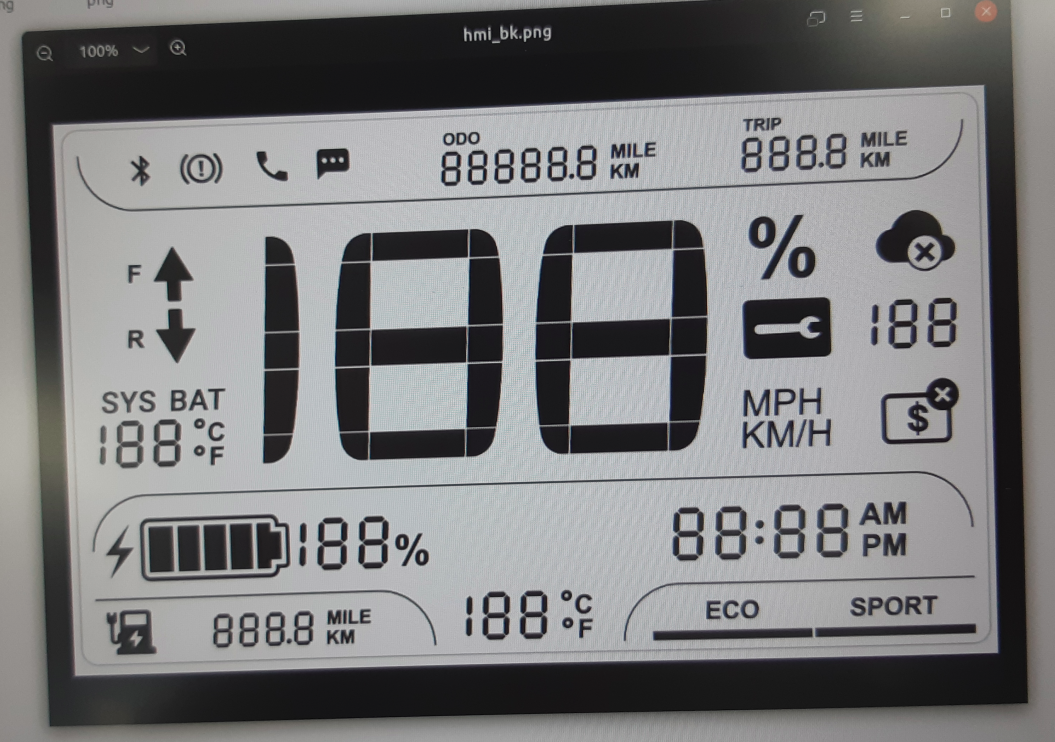 png
100%
hmi_bk.png
ODO
88888.8 MILE
KM
TRIP
888.8 MILE
KM
F
R
SYS BAT
188 °C
°F
188
%
188
MPH
KM/H
$
188%
88:88 AM
PM
888.8 MILE
KM
188 °C
°F
ECO SPORT